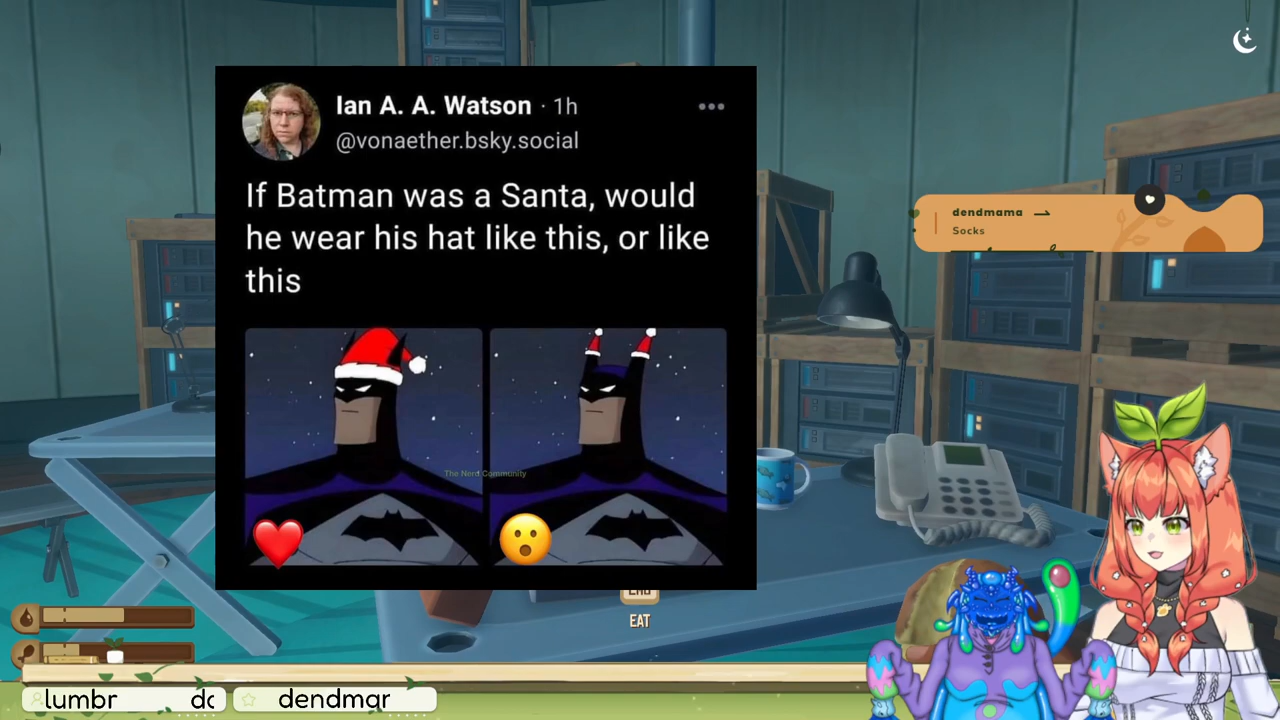 Ian A. A. Watson · 1h
@vonaether.bsky.social
If Batman was a Santa, would
he wear his hat like this, or like
this
The Nerd Community
dendmama
Socks
EAT
lumbr
dendmar